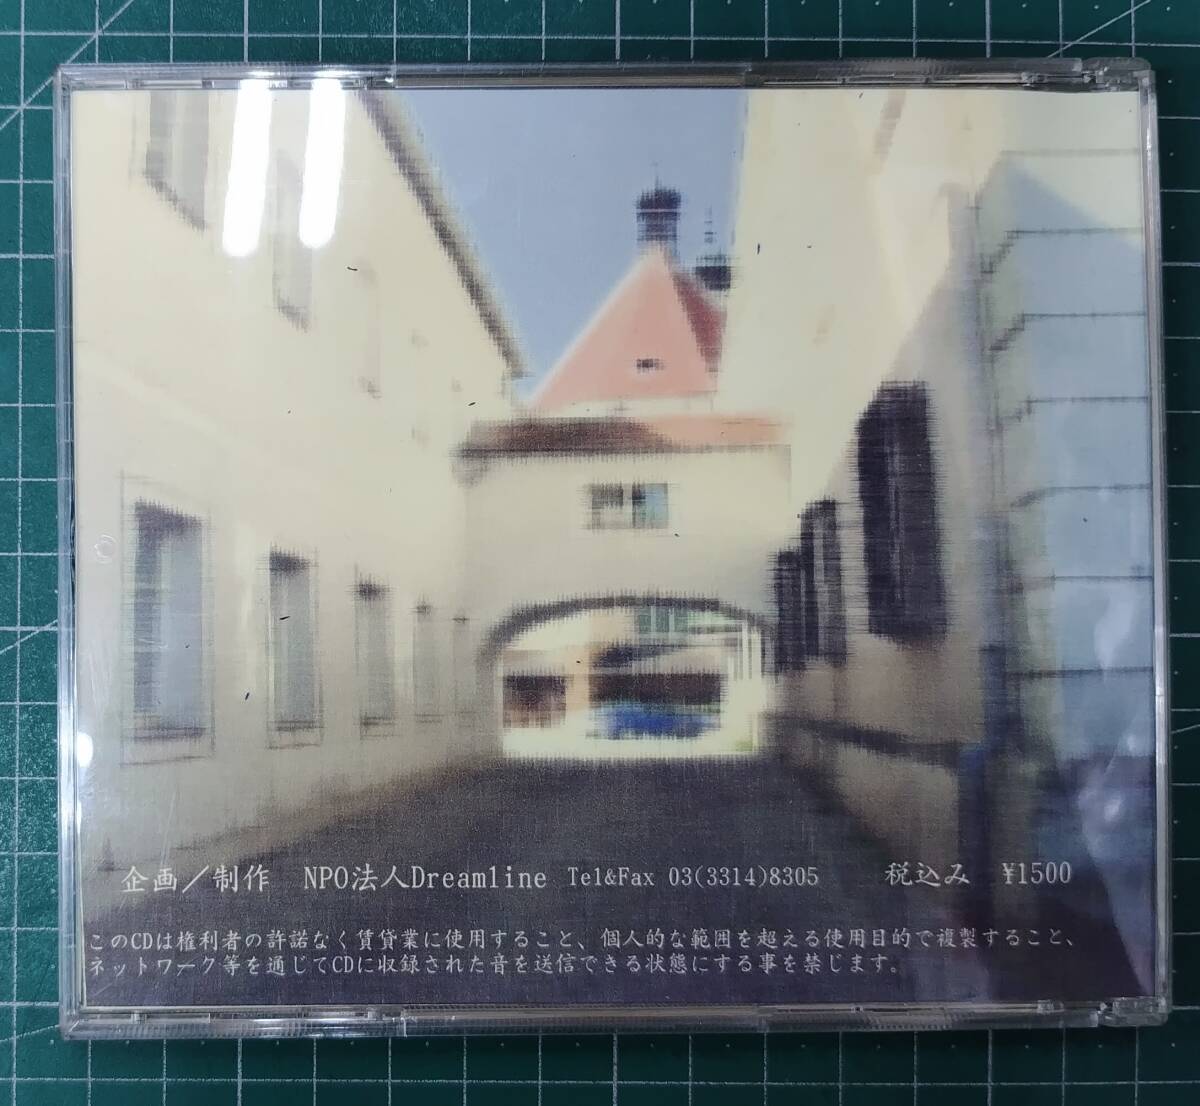 企画／制作　NPO法人Dreamline Tel&Fax 03(3314)8305　税込み　¥1500
このCDは権利者の許諾なく賃貸業に使用すること、個人的な範囲を超える使用目的で複製すること、
ネットワーク等を通じてCDに収録された音を送信できる状態にする事を禁じます。